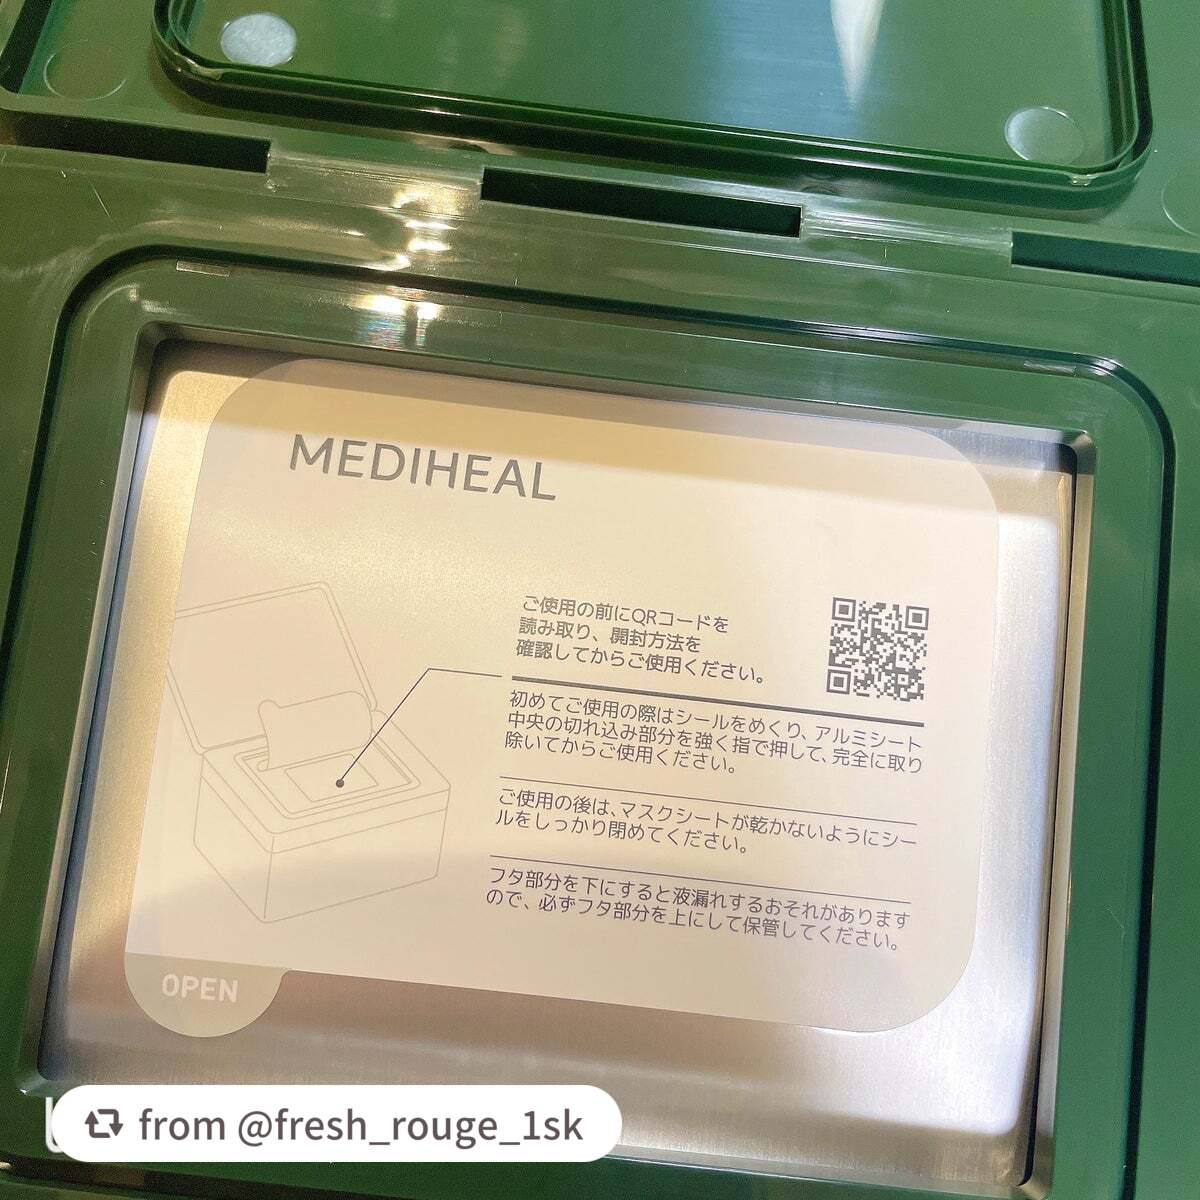 MEDIHEAL
ご使用の前にQRコードを
読み取り、開封方法を
確認してからご使用ください。
初めてご使用の際はシールをめくり、アルミシート
中央の切れ込み部分を強く指で押して、完全に取り
除いてからご使用ください。
ご使用の後は、マスクシートが乾かないようにシー
ルをしっかり閉めてください。
フタ部分を下にすると液漏れするおそれがあります
ので、必ずフタ部分を上にして保管してください。
OPEN
from @fresh_rouge_1sk